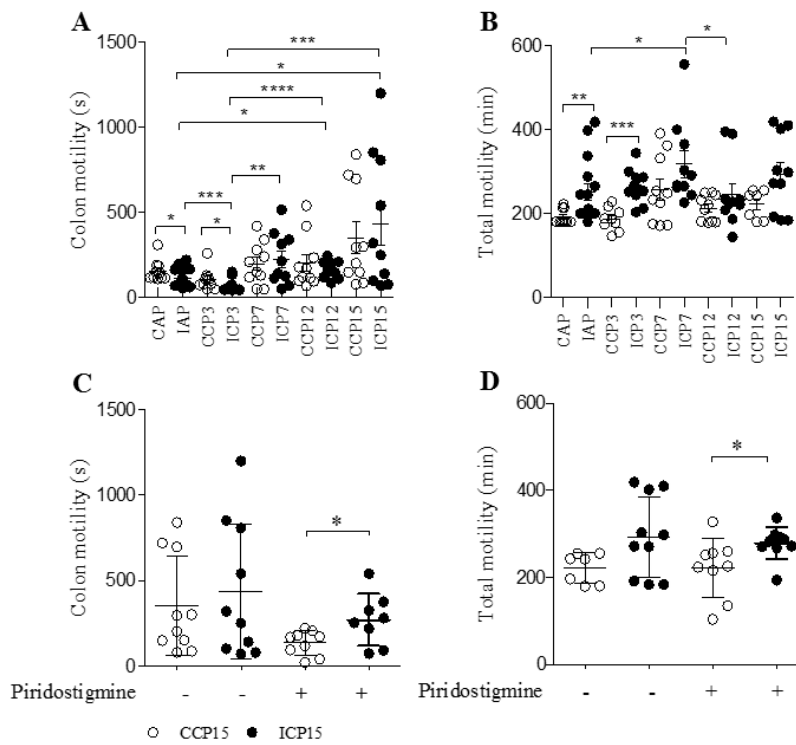 A
Colon motility (s)
1500
1000
500
0
***
*
****
*
**
***
*
*
CAP
IAP
CCP3
ICP3
CCP7
ICP7
CCP12
ICP12
CCP15
ICP15
B
Total motility (min)
600
400
200
0
*
*
**
***
CAP
IAP
CCP3
ICP3
CCP7
ICP7
CCP12
ICP12
CCP15
ICP15
C
Colon motility (s)
1500
1000
500
0
*
Piridostigmine - - + +
CCP15 ICP15
D
Total motility (min)
600
400
200
0
*
Piridostigmine - - + +